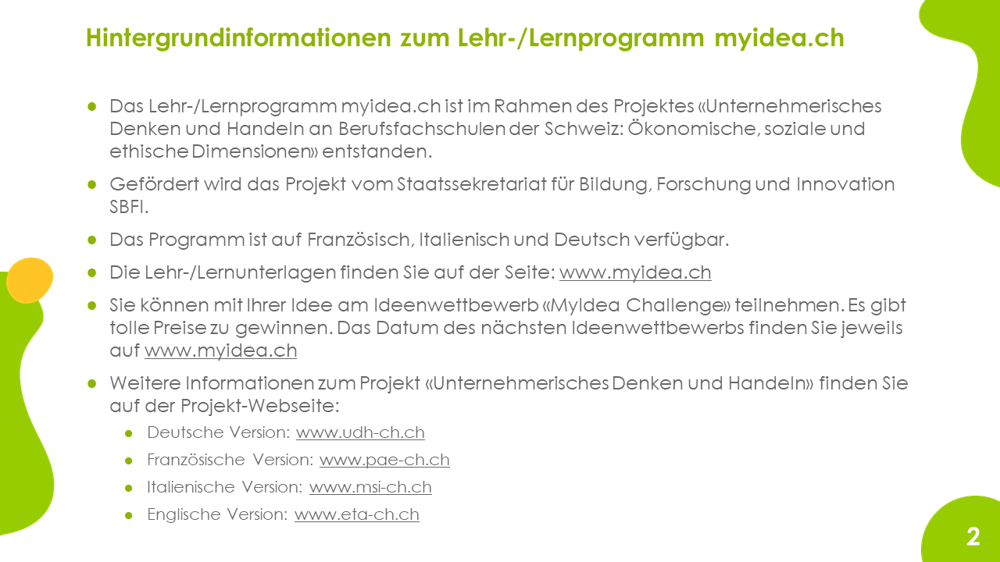 Hintergrundinformationen zum Lehr-/Lernprogramm myidea.ch
● Das Lehr-/Lernprogramm myidea.ch ist im Rahmen des Projektes «Unternehmerisches
Denken und Handeln an Berufsfachschulen der Schweiz: Ökonomische, soziale und
ethische Dimensionen» entstanden.
● Gefördert wird das Projekt vom Staatssekretariat für Bildung, Forschung und Innovation
SBFI.
● Das Programm ist auf Französisch, Italienisch und Deutsch verfügbar.
● Die Lehr-/Lernunterlagen finden Sie auf der Seite: www.myidea.ch
● Sie können mit Ihrer Idee am Ideenwettbewerb «MyIdea Challenge» teilnehmen. Es gibt
tolle Preise zu gewinnen. Das Datum des nächsten Ideenwettbewerbs finden Sie jeweils
auf www.myidea.ch
● Weitere Informationen zum Projekt «Unternehmerisches Denken und Handeln» finden Sie
auf der Projekt-Webseite:
● Deutsche Version: www.udh-ch.ch
● Französische Version: www.pae-ch.ch
● Italienische Version: www.msi-ch.ch
● Englische Version: www.eta-ch.ch
2